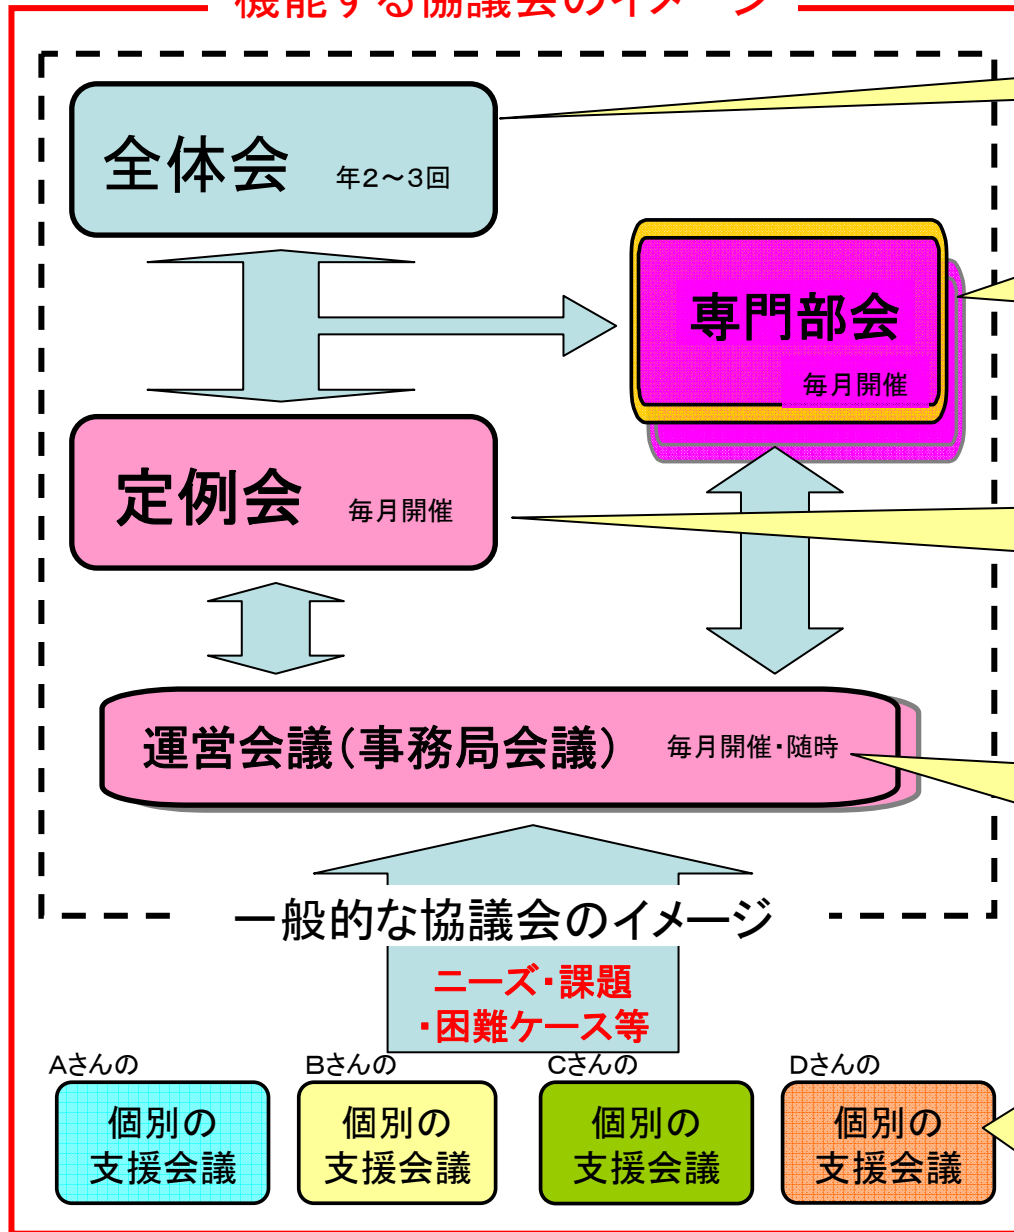 機能する協議会のイメージ
全体会 年2～3回
専門部会
毎月開催
定例会 毎月開催
運営会議(事務局会議) 毎月開催・随時
一般的な協議会のイメージ
ニーズ・課題
・困難ケース等
Aさんの
個別の
支援会議
Bさんの
個別の
支援会議
Cさんの
個別の
支援会議
Dさんの
個別の
支援会議